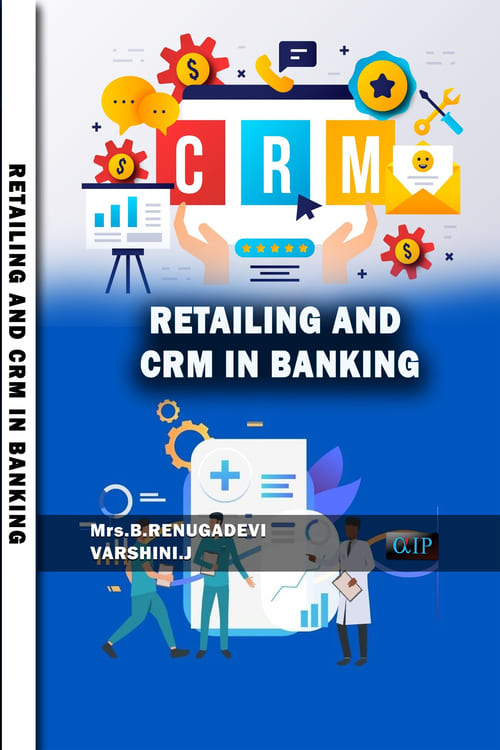 RETAILING AND CRM IN BANKING
C R M
RETAILING AND
CRM IN BANKING
Mrs.B.RENUGADEVI
VARSHINI.J
αIP